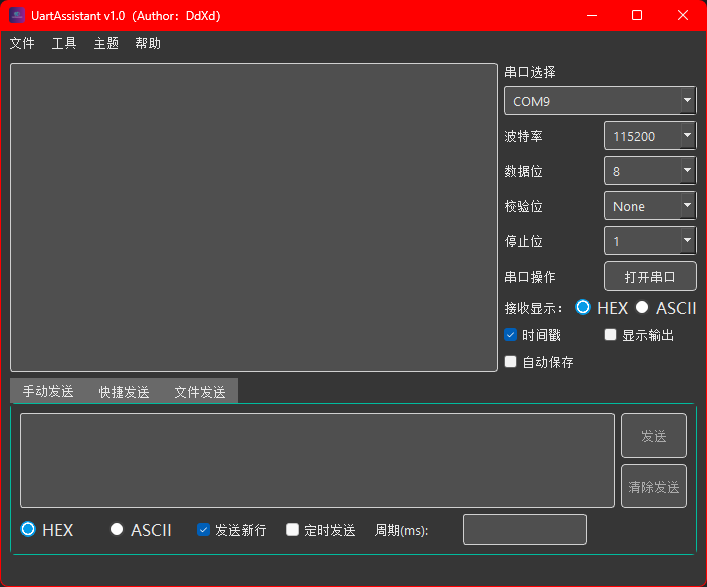 UartAssistant v1.0（Author：DdXd）
文件 工具 主题 帮助
串口选择
COM9
波特率 115200
数据位 8
校验位 None
停止位 1
串口操作 打开串口
接收显示： HEX ASCII
时间戳 显示输出
自动保存
手动发送 快捷发送 文件发送
发送
清除发送
HEX ASCII 发送新行 定时发送 周期(ms):